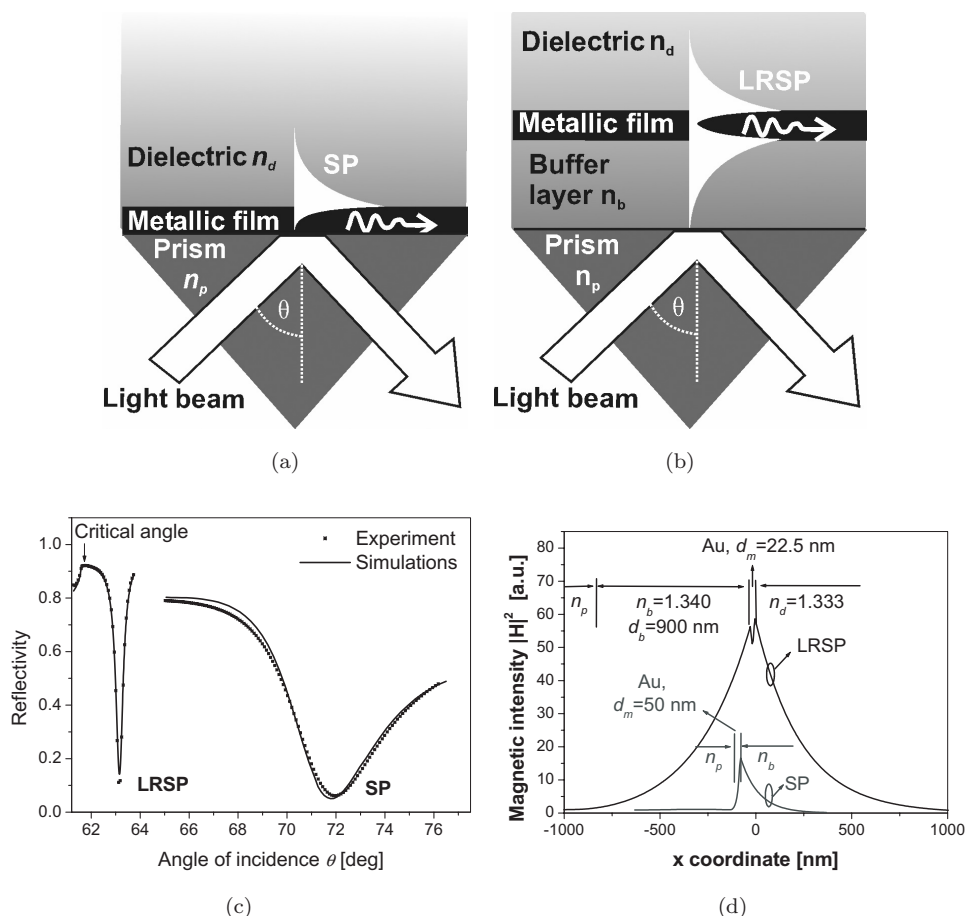 Dielectric n_d
SP
Metallic film
Prism
n_p
θ
Light beam
(a)
Dielectric n_d
LRSP
Metallic film
Buffer
layer n_b
Prism
n_p
θ
Light beam
(b)
Critical angle
Experiment
Simulations
1.0
0.8
0.6
0.4
0.2
0.0
Reflectivity
LRSP
SP
62 64 66 68 70 72 74 76
Angle of incidence θ [deg]
(c)
Au, d_m=22.5 nm
85
80
70
60
50
40
30
20
10
0
Magnetic intensity |H|² [a.u.]
n_p
n_b=1.340
d_b=900 nm
n_d=1.333
LRSP
Au,
d_m=50 nm
n_p
n_b
SP
-1000 -500 0 500 1000
x coordinate [nm]
(d)